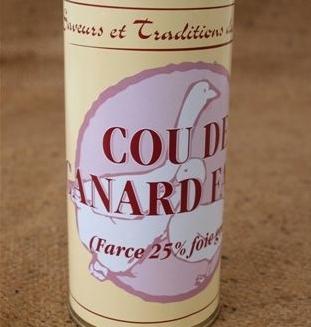 Saveurs et Traditions
COU DE
CANARD
(Farce 25% foie